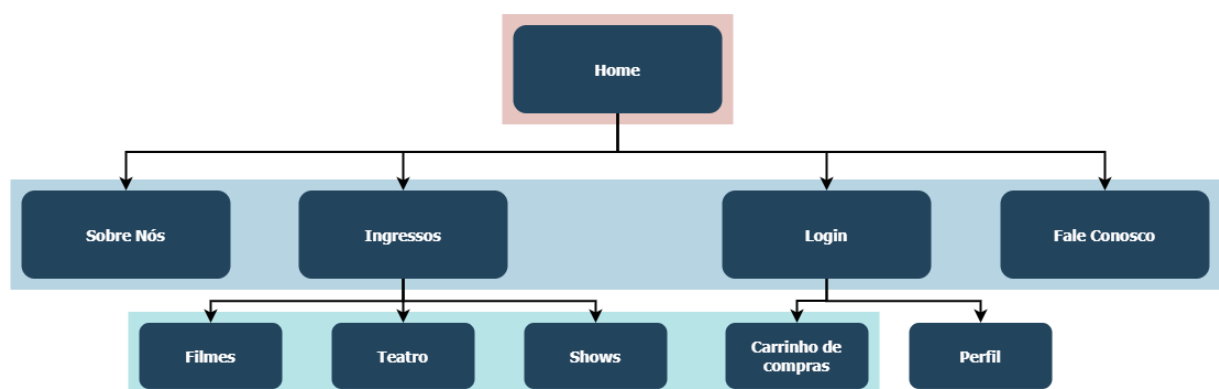 Home
Sobre Nós
Ingressos
Login
Fale Conosco
Filmes
Teatro
Shows
Carrinho de
compras
Perfil